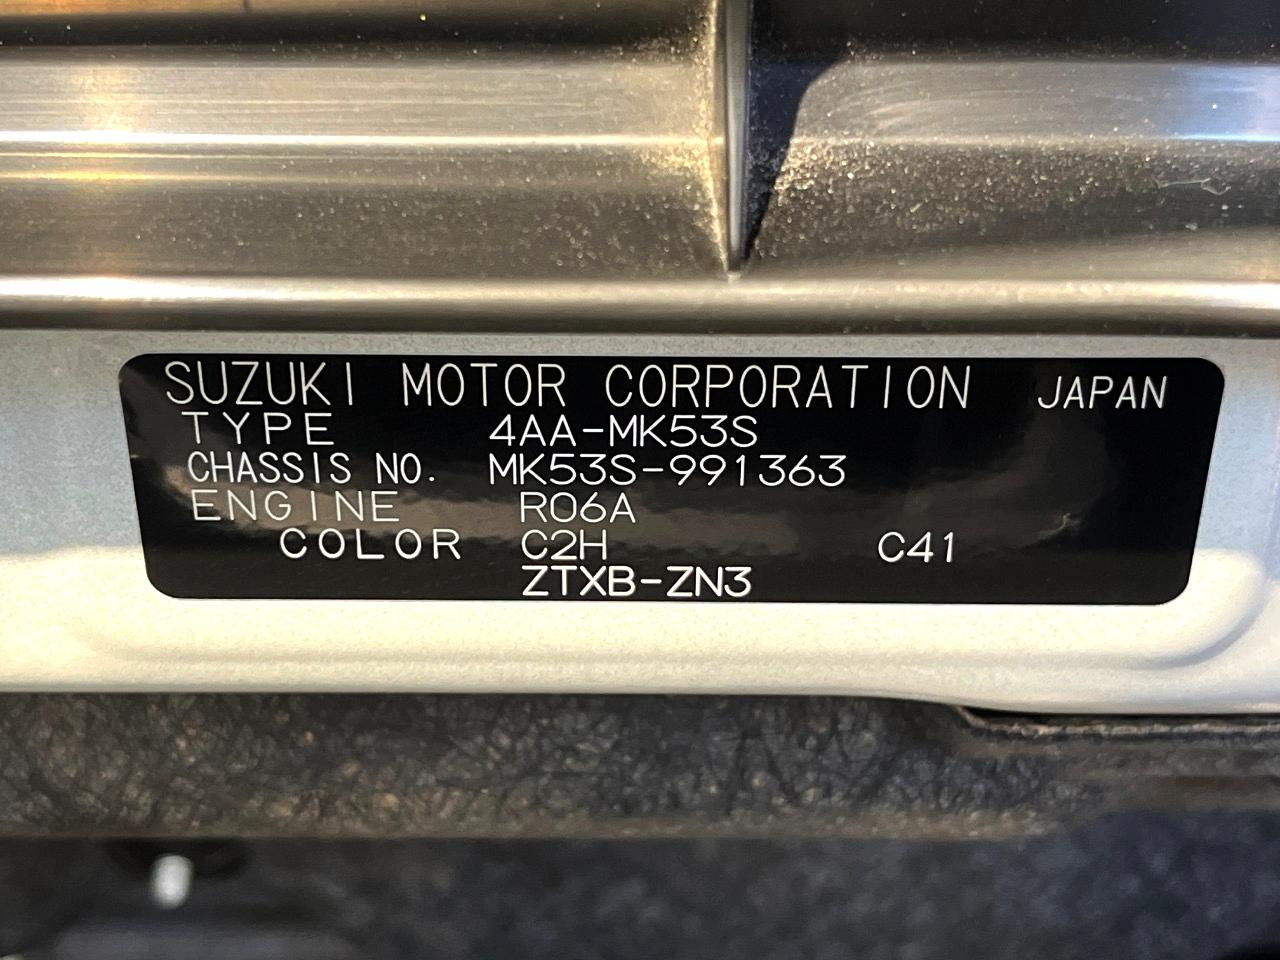 SUZUKI MOTOR CORPORATION JAPAN
TYPE 4AA-MK53S
CHASSIS NO. MK53S-991363
ENGINE R06A
COLOR C2H C41
ZTXB-ZN3